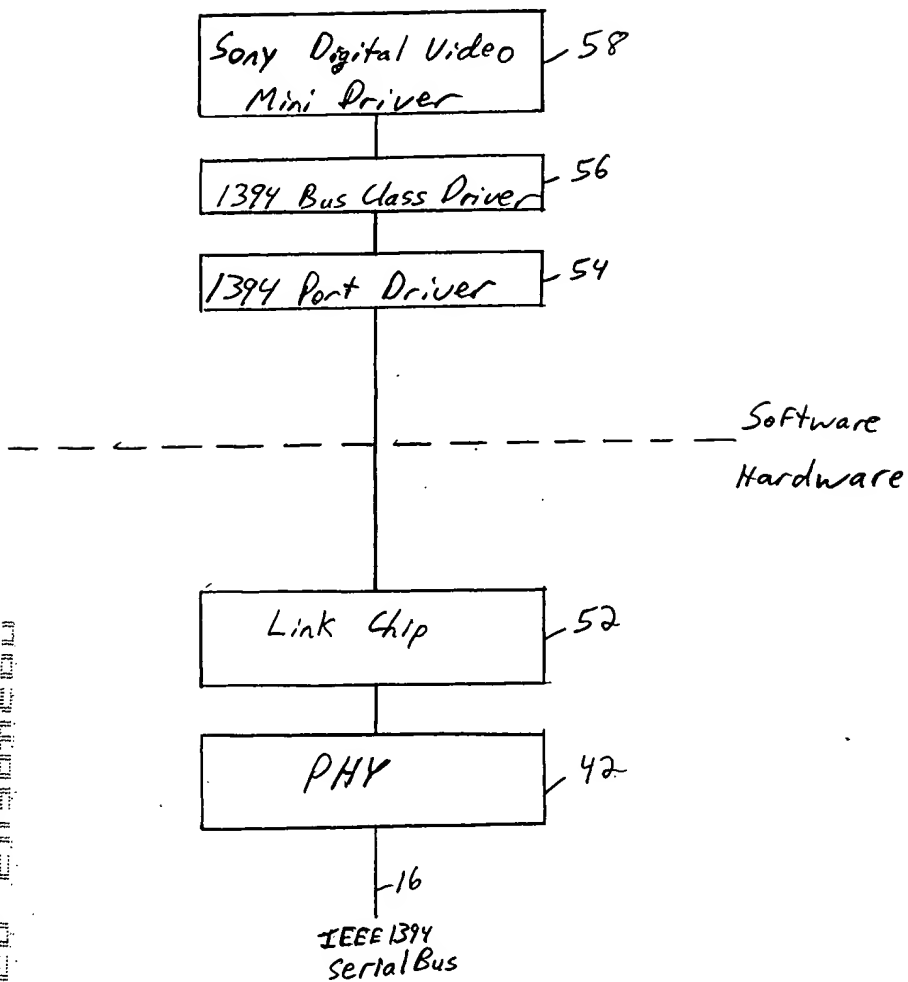 Sony Digital Video
Mini Driver
58
1394 Bus Class Driver
56
1394 Port Driver
54
Software
Hardware
Link Chip
52
PHY
42
16
IEEE 1394
Serial Bus